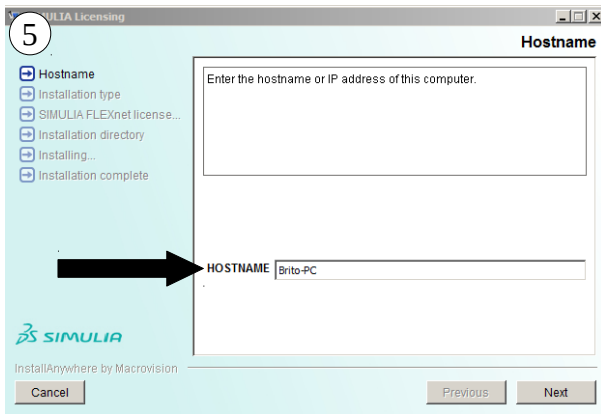 5
SIMULIA Licensing
Hostname
Hostname
Installation type
SIMULIA FLEXnet license...
Installation directory
Installing...
Installation complete
Enter the hostname or IP address of this computer.
HOSTNAME Brito-PC
SIMULIA
InstallAnywhere by Macrovision
Cancel
Previous
Next